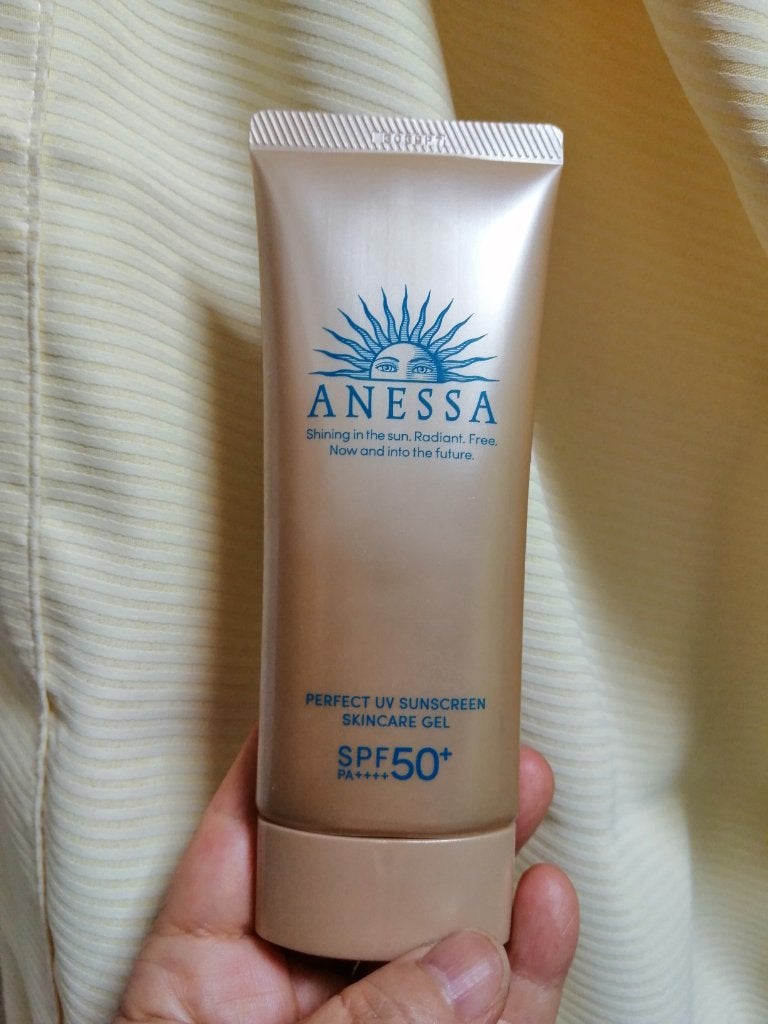 ANESSA
Shining in the sun. Radiant. Free.
Now and into the future.
PERFECT UV SUNSCREEN
SKINCARE GEL
SPF50+
PA++++